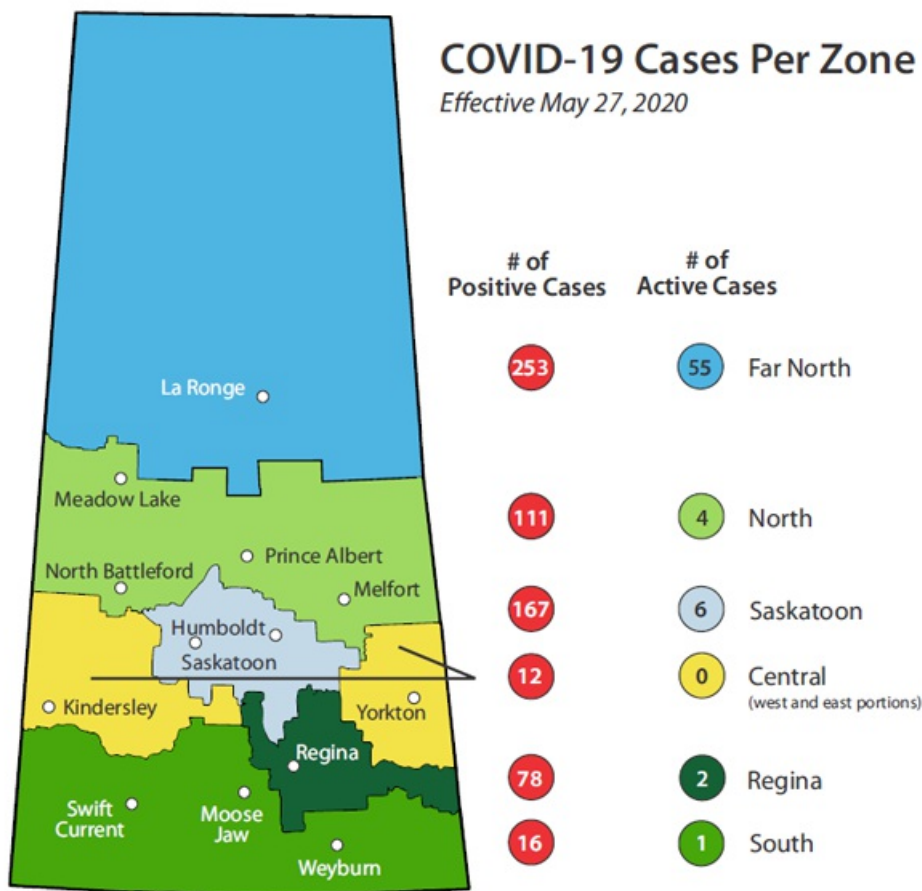 COVID-19 Cases Per Zone
Effective May 27, 2020
# of
Positive Cases
# of
Active Cases
253
55
Far North
La Ronge
Meadow Lake
111
4
North
Prince Albert
North Battleford
Melfort
167
6
Saskatoon
Humboldt
Saskatoon
12
0
Central
(west and east portions)
Kindersley
Yorkton
Regina
78
2
Regina
Swift
Current
Moose
Jaw
16
1
South
Weyburn